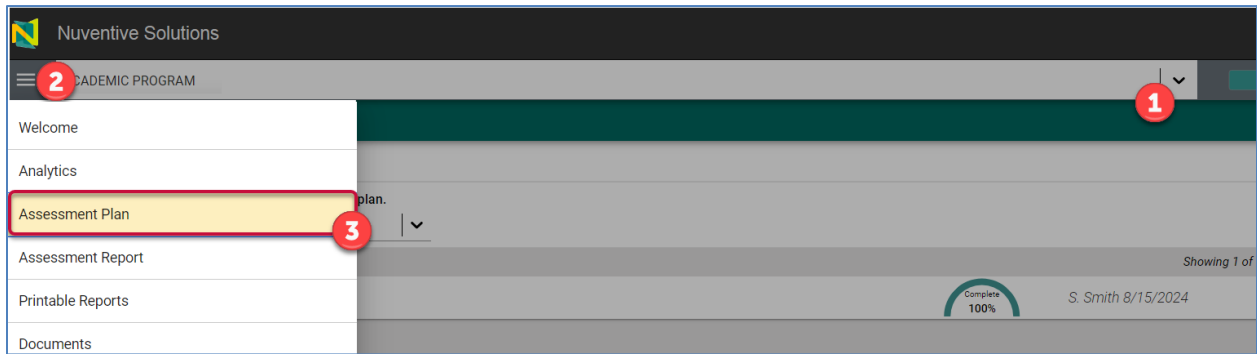 Nuventive Solutions
2 CADEMIC PROGRAM
1
Welcome
Analytics
plan.
Assessment Plan
3
Assessment Report
Showing 1 of
Printable Reports
Complete
100%
S. Smith 8/15/2024
Documents